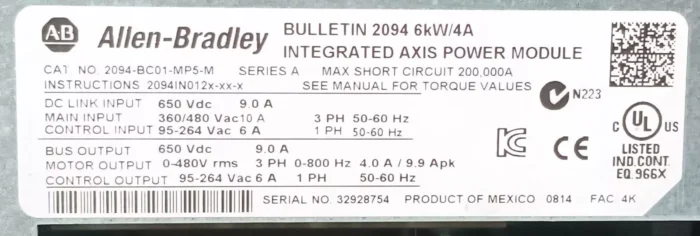 AB Allen-Bradley
BULLETIN 2094 6kW/4A
INTEGRATED AXIS POWER MODULE
CAT NO. 2094-BC01-MP5-M SERIES A MAX SHORT CIRCUIT 200,000A
INSTRUCTIONS 2094IN012x-xx-x SEE MANUAL FOR TORQUE VALUES
DC LINK INPUT 650 Vdc 9.0 A
MAIN INPUT 360/480 Vac 10 A 3 PH 50-60 Hz
CONTROL INPUT 95-264 Vac 6 A 1 PH 50-60 Hz
N223
BUS OUTPUT 650 Vdc 9.0 A
MOTOR OUTPUT 0-480V rms 3 PH 0-800 Hz 4.0 A / 9.9 Apk
CONTROL OUTPUT 95-264 Vac 6 A 1 PH 50-60 Hz
KC CE
C UL US
LISTED
IND.CONT.
EQ.966X
SERIAL NO. 32928754 PRODUCT OF MEXICO 0814 FAC 4K